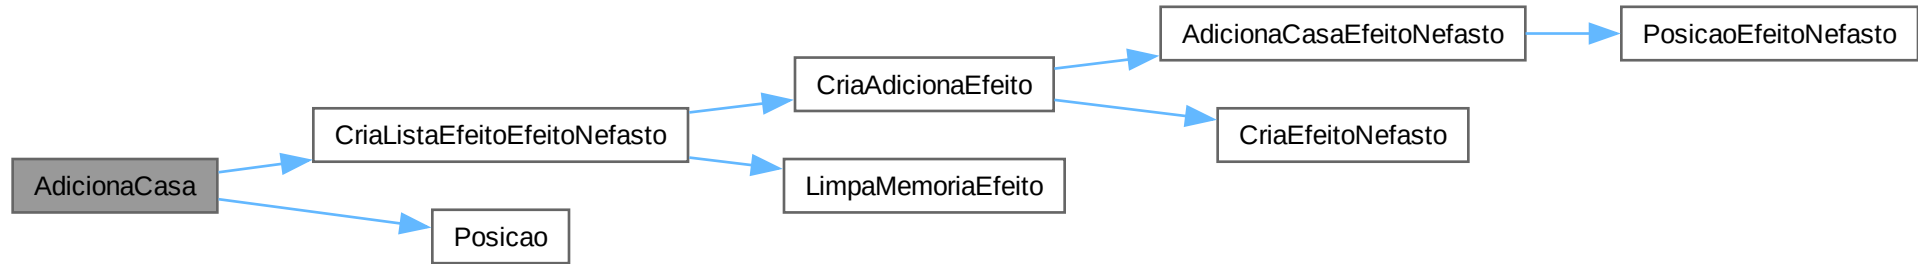 AdicionaCasa
CriaListaEfeitoEfeitoNefasto
Posicao
CriaAdicionaEfeito
LimpaMemoriaEfeito
AdicionaCasaEfeitoNefasto
CriaEfeitoNefasto
PosicaoEfeitoNefasto